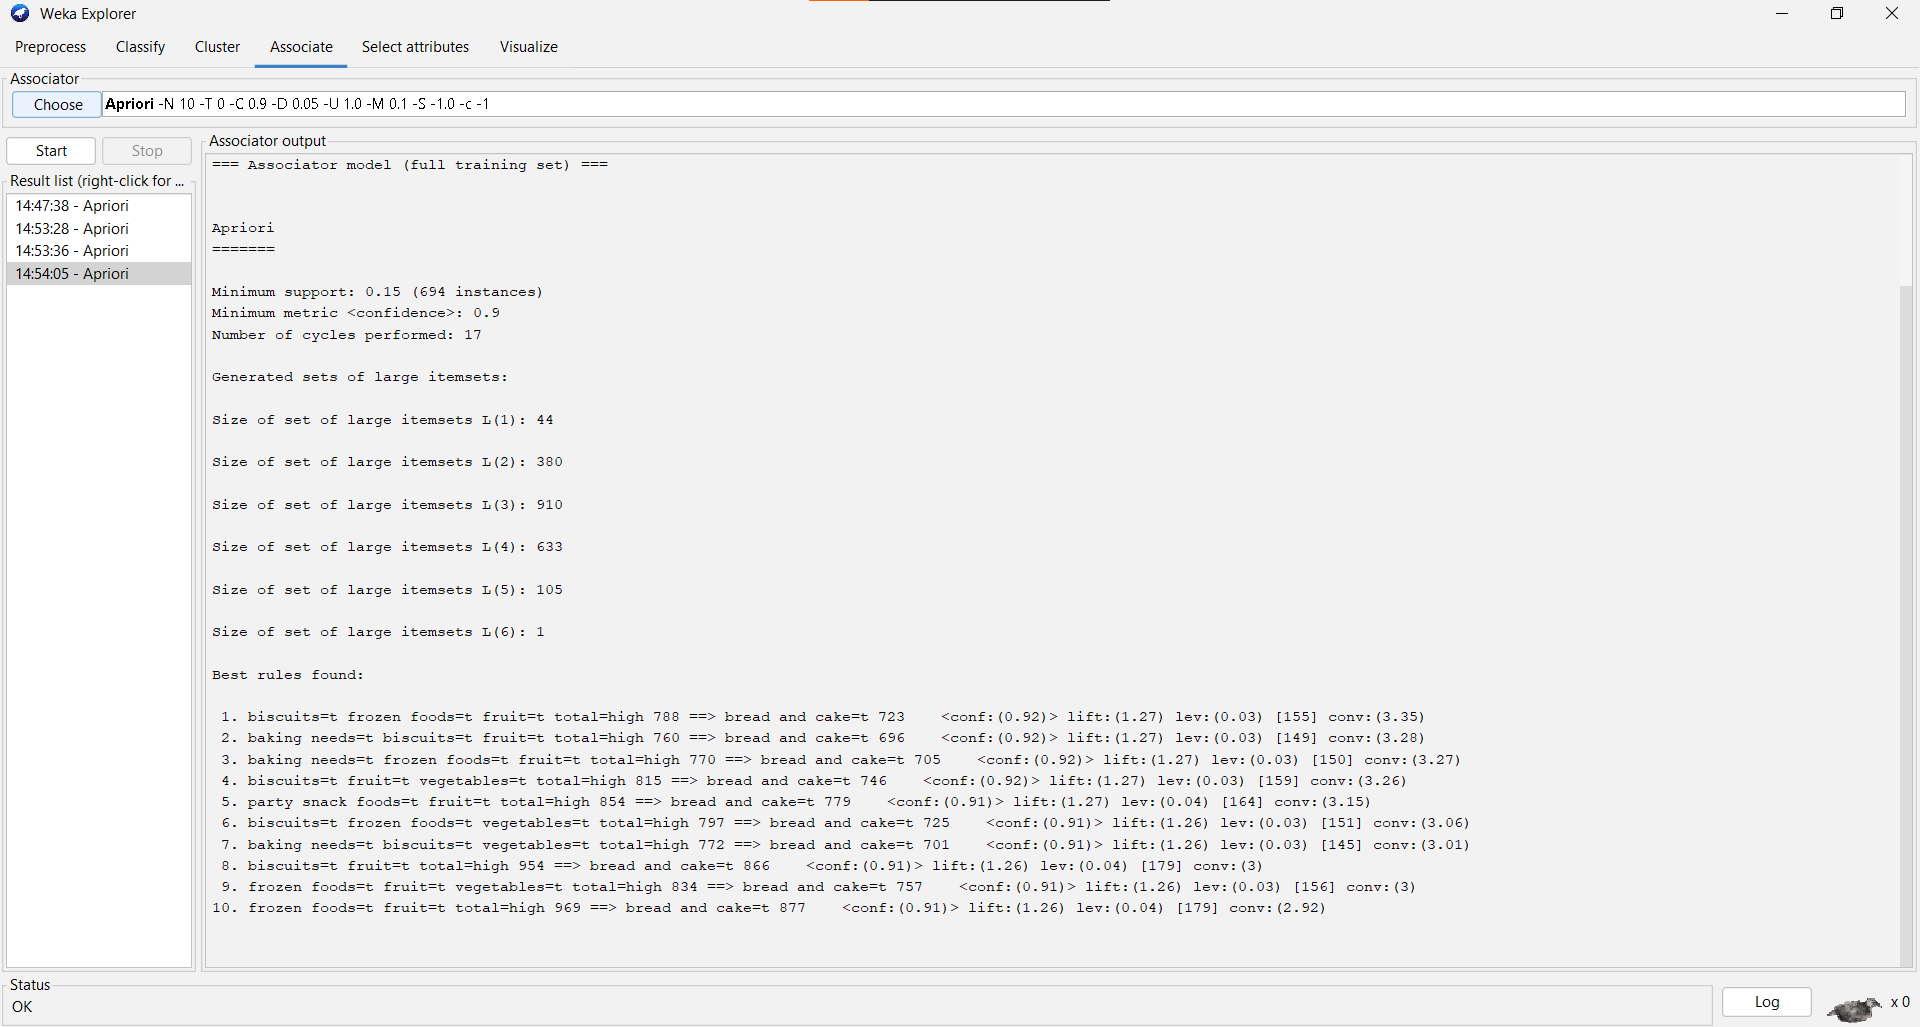 Weka Explorer
Preprocess Classify Cluster Associate Select attributes Visualize
Associator
Choose Apriori -N 10 -T 0 -C 0.9 -D 0.05 -U 1.0 -M 0.1 -S -1.0 -c -1
Start Stop
Result list (right-click for ...
14:47:38 - Apriori
14:53:28 - Apriori
14:53:36 - Apriori
14:54:05 - Apriori
Associator output
=== Associator model (full training set) ===
Apriori
=======
Minimum support: 0.15 (694 instances)
Minimum metric <confidence>: 0.9
Number of cycles performed: 17
Generated sets of large itemsets:
Size of set of large itemsets L(1): 44
Size of set of large itemsets L(2): 380
Size of set of large itemsets L(3): 910
Size of set of large itemsets L(4): 633
Size of set of large itemsets L(5): 105
Size of set of large itemsets L(6): 1
Best rules found:
1. biscuits=t frozen foods=t fruit=t total=high 788 ==> bread and cake=t 723 <conf:(0.92)> lift:(1.27) lev:(0.03) [155] conv:(3.35)
2. baking needs=t biscuits=t fruit=t total=high 760 ==> bread and cake=t 696 <conf:(0.92)> lift:(1.27) lev:(0.03) [149] conv:(3.28)
3. baking needs=t frozen foods=t fruit=t total=high 770 ==> bread and cake=t 705 <conf:(0.92)> lift:(1.27) lev:(0.03) [150] conv:(3.27)
4. biscuits=t fruit=t vegetables=t total=high 815 ==> bread and cake=t 746 <conf:(0.92)> lift:(1.27) lev:(0.03) [159] conv:(3.26)
5. party snack foods=t fruit=t total=high 854 ==> bread and cake=t 779 <conf:(0.91)> lift:(1.27) lev:(0.04) [164] conv:(3.15)
6. biscuits=t frozen foods=t vegetables=t total=high 797 ==> bread and cake=t 725 <conf:(0.91)> lift:(1.26) lev:(0.03) [151] conv:(3.06)
7. baking needs=t biscuits=t vegetables=t total=high 772 ==> bread and cake=t 701 <conf:(0.91)> lift:(1.26) lev:(0.03) [145] conv:(3.01)
8. biscuits=t fruit=t total=high 954 ==> bread and cake=t 866 <conf:(0.91)> lift:(1.26) lev:(0.04) [179] conv:(3)
9. frozen foods=t fruit=t vegetables=t total=high 834 ==> bread and cake=t 757 <conf:(0.91)> lift:(1.26) lev:(0.03) [156] conv:(3)
10. frozen foods=t fruit=t total=high 969 ==> bread and cake=t 877 <conf:(0.91)> lift:(1.26) lev:(0.04) [179] conv:(2.92)
Status
OK
Log x 0